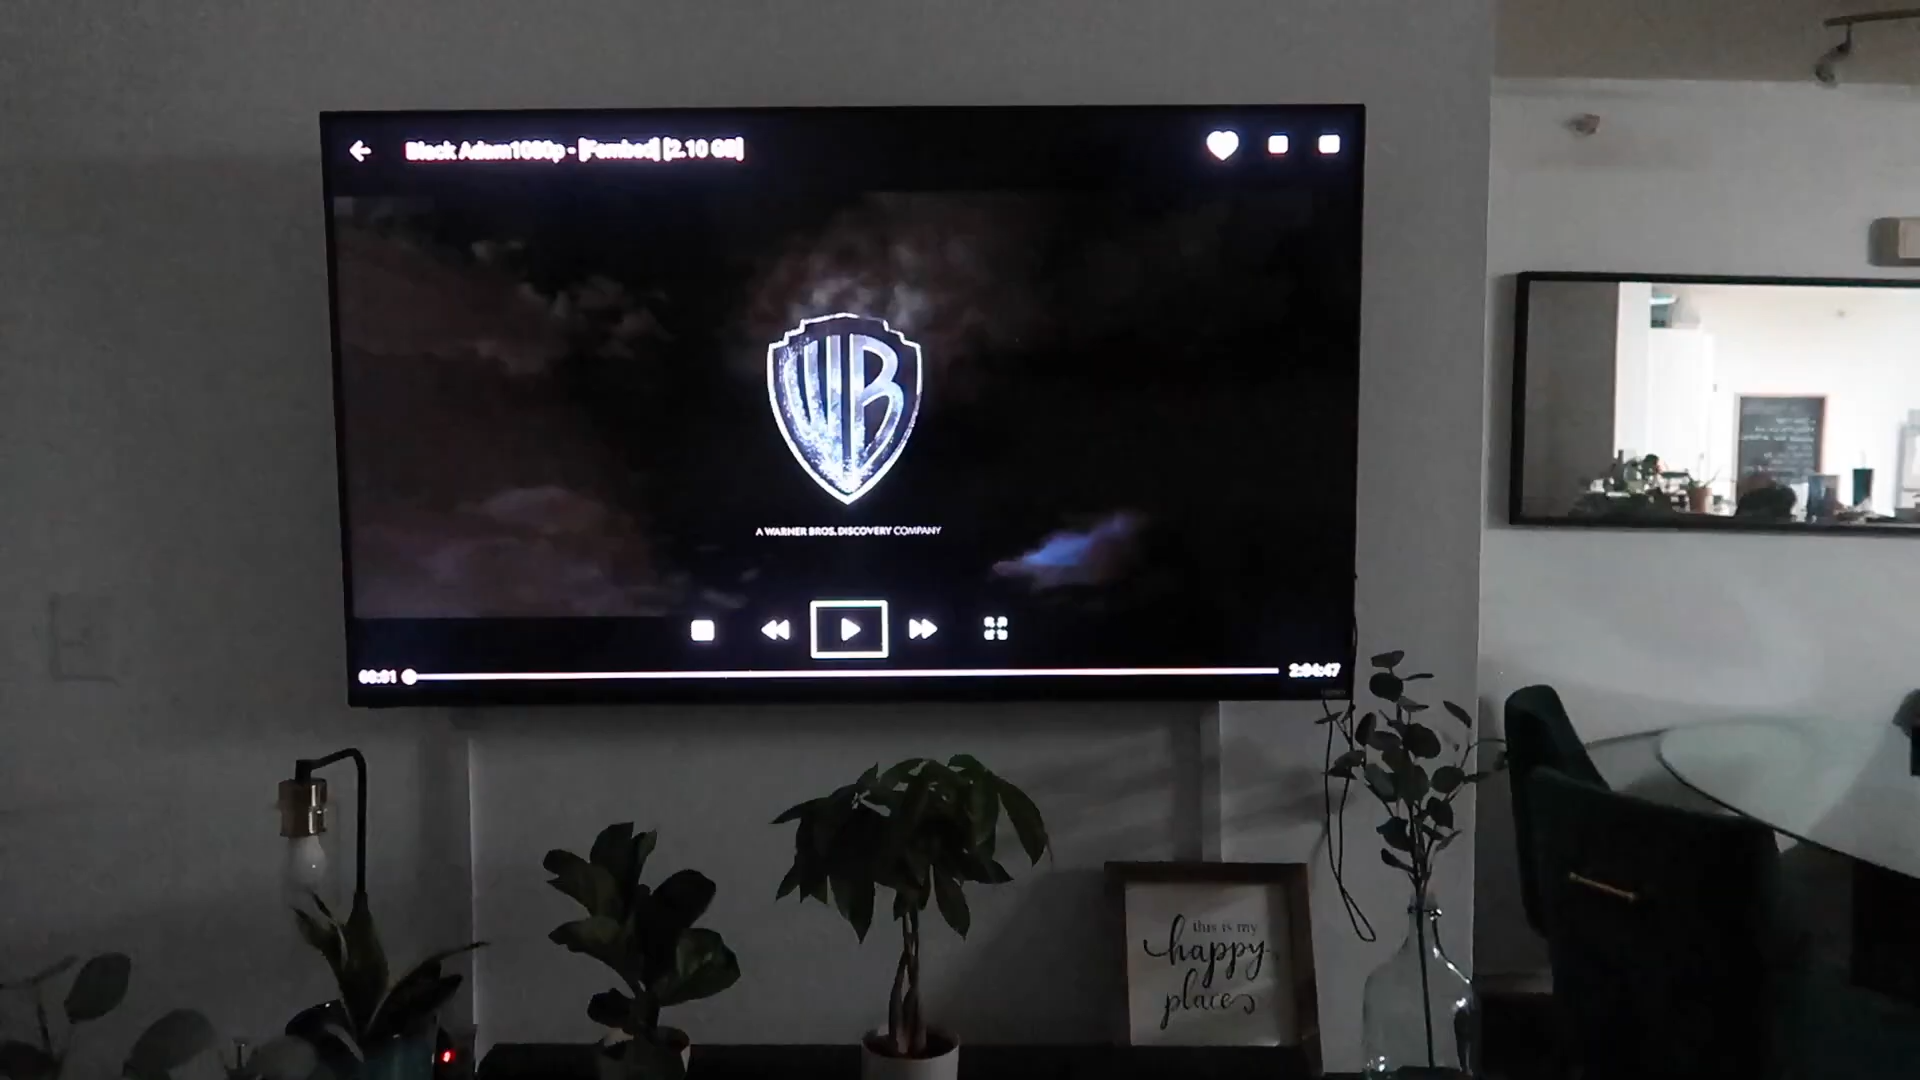 Black Adam1080p - [Fembed] [2.10 GB]
WB
A WARNER BROS. DISCOVERY COMPANY
00:01
2:04:47
this is my
happy
place